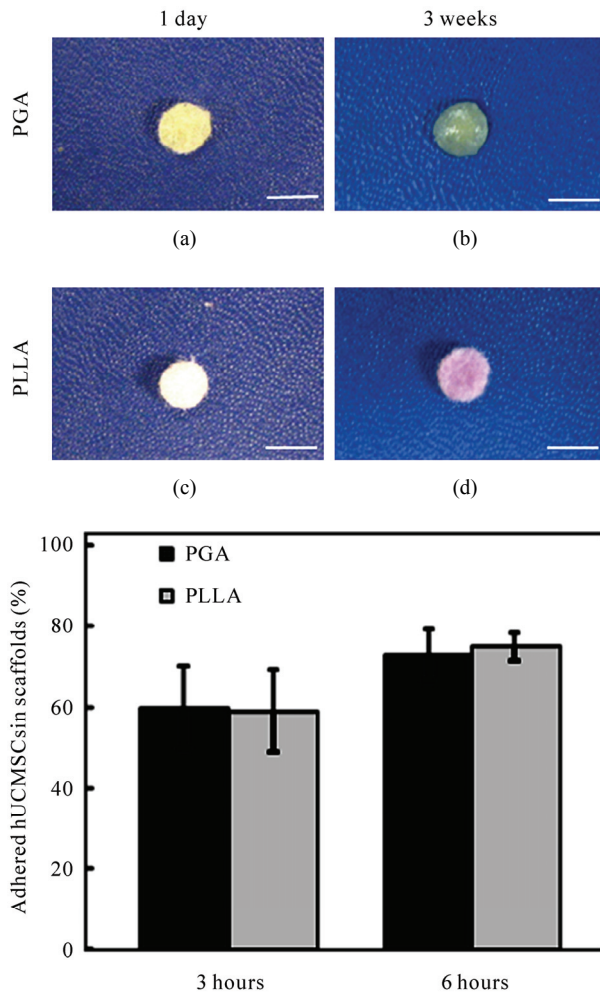 1 day 3 weeks
PGA
(a) (b)
PLLA
(c) (d)
Adhered hUCMSCsin scaffolds (%)
100
80
60
40
20
0
PGA
PLLA
3 hours 6 hours